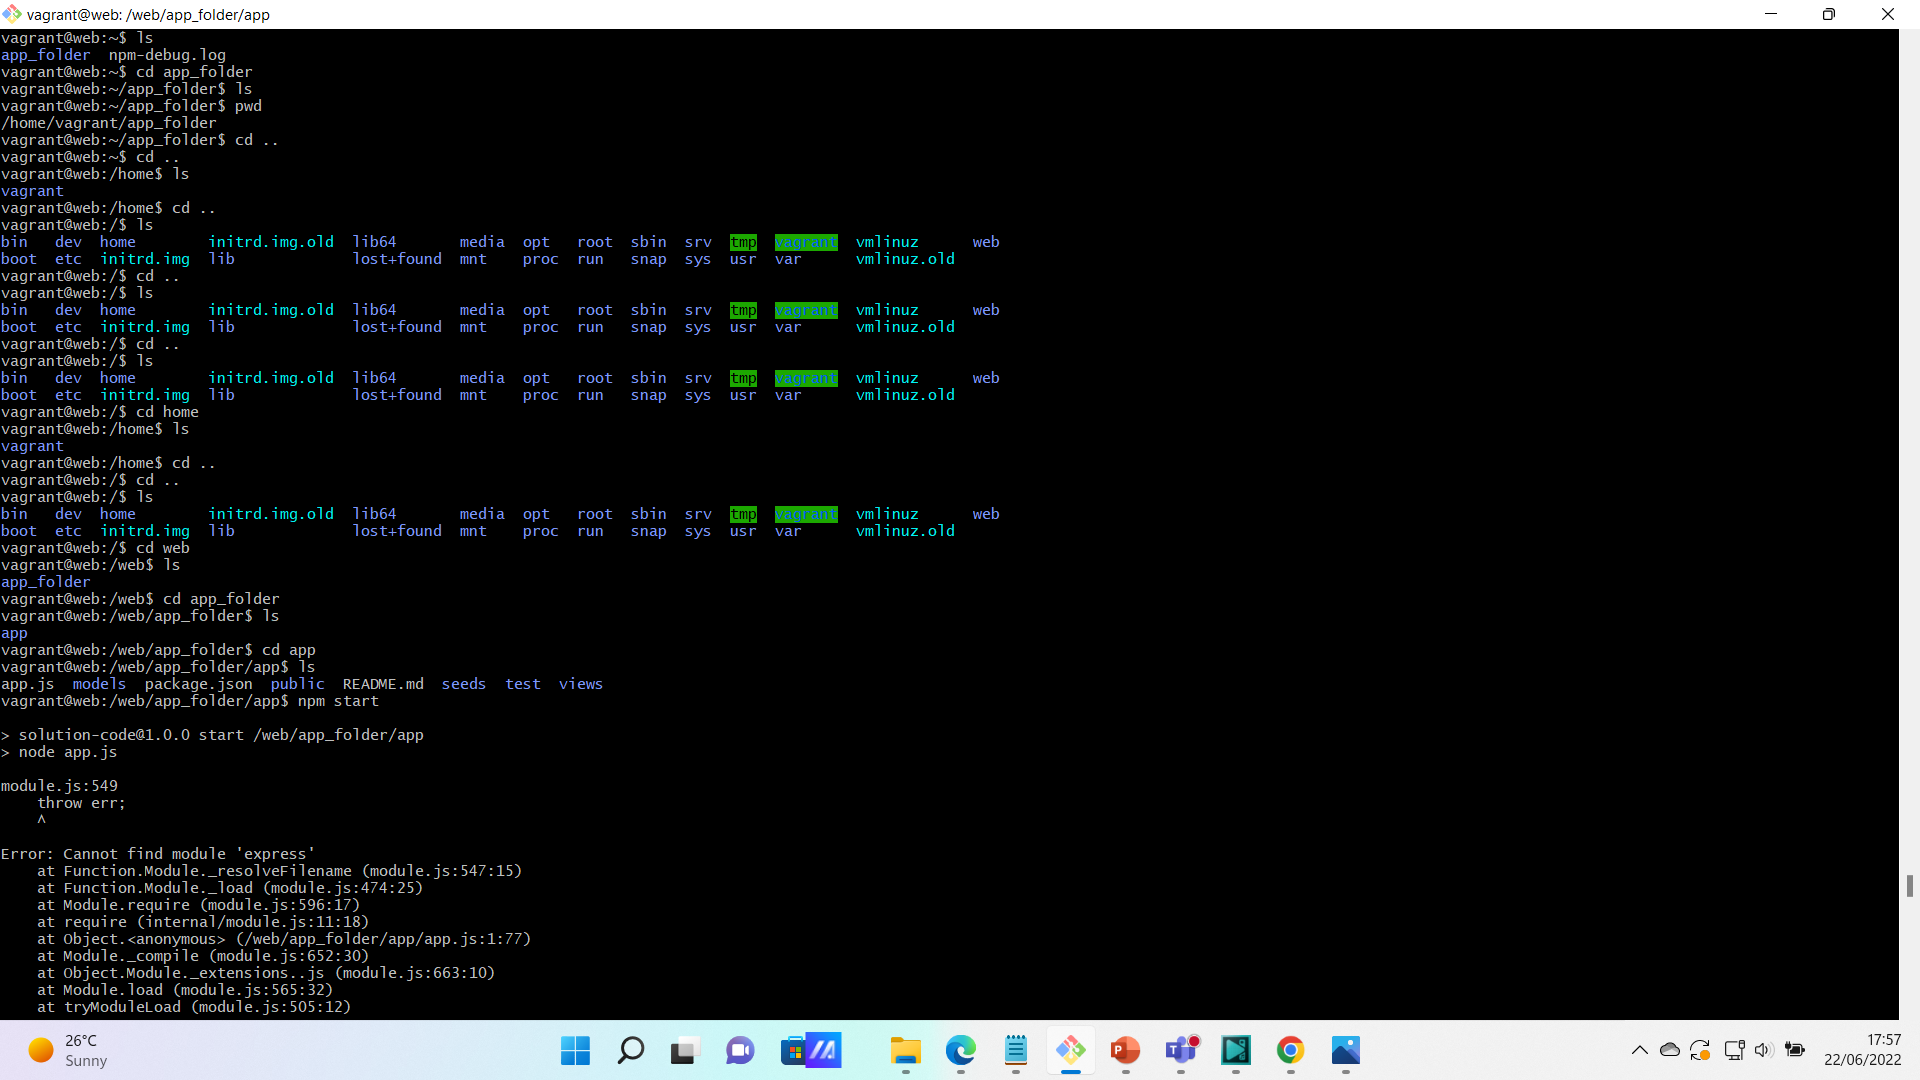 vagrant@web: /web/app_folder/app
vagrant@web:~$ ls
app_folder  npm-debug.log
vagrant@web:~$ cd app_folder
vagrant@web:~/app_folder$ ls
vagrant@web:~/app_folder$ pwd
/home/vagrant/app_folder
vagrant@web:~/app_folder$ cd ..
vagrant@web:~$ cd ..
vagrant@web:/home$ ls
vagrant
vagrant@web:/home$ cd ..
vagrant@web:/$ ls
bin   dev  home        initrd.img.old  lib64       media  opt   root  sbin  srv  tmp  vagrant  vmlinuz      web
boot  etc  initrd.img  lib             lost+found  mnt    proc  run   snap  sys  usr  var      vmlinuz.old
vagrant@web:/$ cd ..
vagrant@web:/$ ls
bin   dev  home        initrd.img.old  lib64       media  opt   root  sbin  srv  tmp  vagrant  vmlinuz      web
boot  etc  initrd.img  lib             lost+found  mnt    proc  run   snap  sys  usr  var      vmlinuz.old
vagrant@web:/$ cd ..
vagrant@web:/$ ls
bin   dev  home        initrd.img.old  lib64       media  opt   root  sbin  srv  tmp  vagrant  vmlinuz      web
boot  etc  initrd.img  lib             lost+found  mnt    proc  run   snap  sys  usr  var      vmlinuz.old
vagrant@web:/$ cd home
vagrant@web:/home$ ls
vagrant
vagrant@web:/home$ cd ..
vagrant@web:/$ cd ..
vagrant@web:/$ ls
bin   dev  home        initrd.img.old  lib64       media  opt   root  sbin  srv  tmp  vagrant  vmlinuz      web
boot  etc  initrd.img  lib             lost+found  mnt    proc  run   snap  sys  usr  var      vmlinuz.old
vagrant@web:/$ cd web
vagrant@web:/web$ ls
app_folder
vagrant@web:/web$ cd app_folder
vagrant@web:/web/app_folder$ ls
app
vagrant@web:/web/app_folder$ cd app
vagrant@web:/web/app_folder/app$ ls
app.js  models  package.json  public  README.md  seeds  test  views
vagrant@web:/web/app_folder/app$ npm start
> solution-code@1.0.0 start /web/app_folder/app
> node app.js
module.js:549
    throw err;
    ^
Error: Cannot find module 'express'
    at Function.Module._resolveFilename (module.js:547:15)
    at Function.Module._load (module.js:474:25)
    at Module.require (module.js:596:17)
    at require (internal/module.js:11:18)
    at Object.<anonymous> (/web/app_folder/app/app.js:1:77)
    at Module._compile (module.js:652:30)
    at Object.Module._extensions..js (module.js:663:10)
    at Module.load (module.js:565:32)
    at tryModuleLoad (module.js:505:12)
26°C
Sunny
17:57
22/06/2022